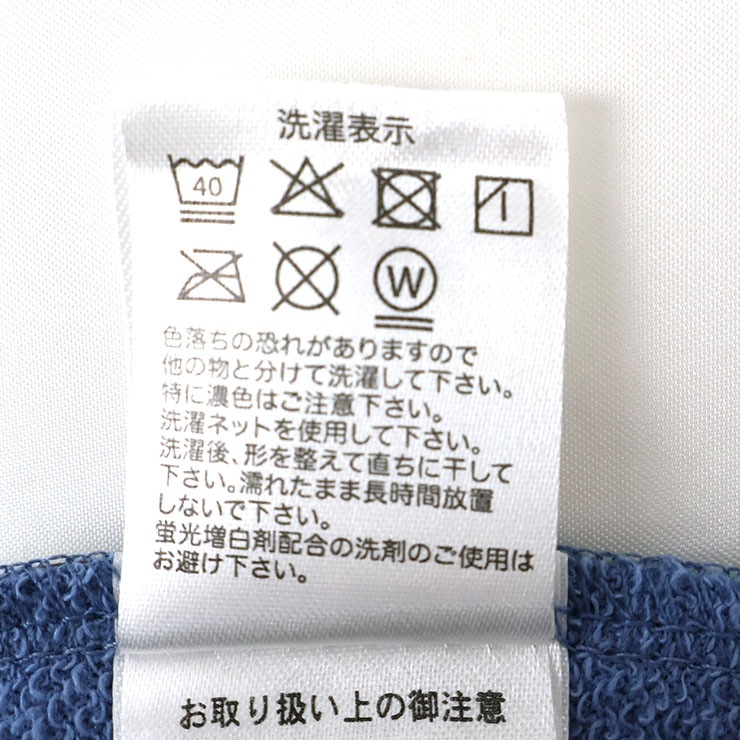 洗濯表示
40
W
色落ちの恐れがありますので
他の物と分けて洗濯して下さい。
特に濃色はご注意下さい。
洗濯ネットを使用して下さい。
洗濯後、形を整えて直ちに干して
下さい。濡れたまま長時間放置
しないで下さい。
蛍光増白剤配合の洗剤のご使用は
お避け下さい。
お取り扱い上の御注意